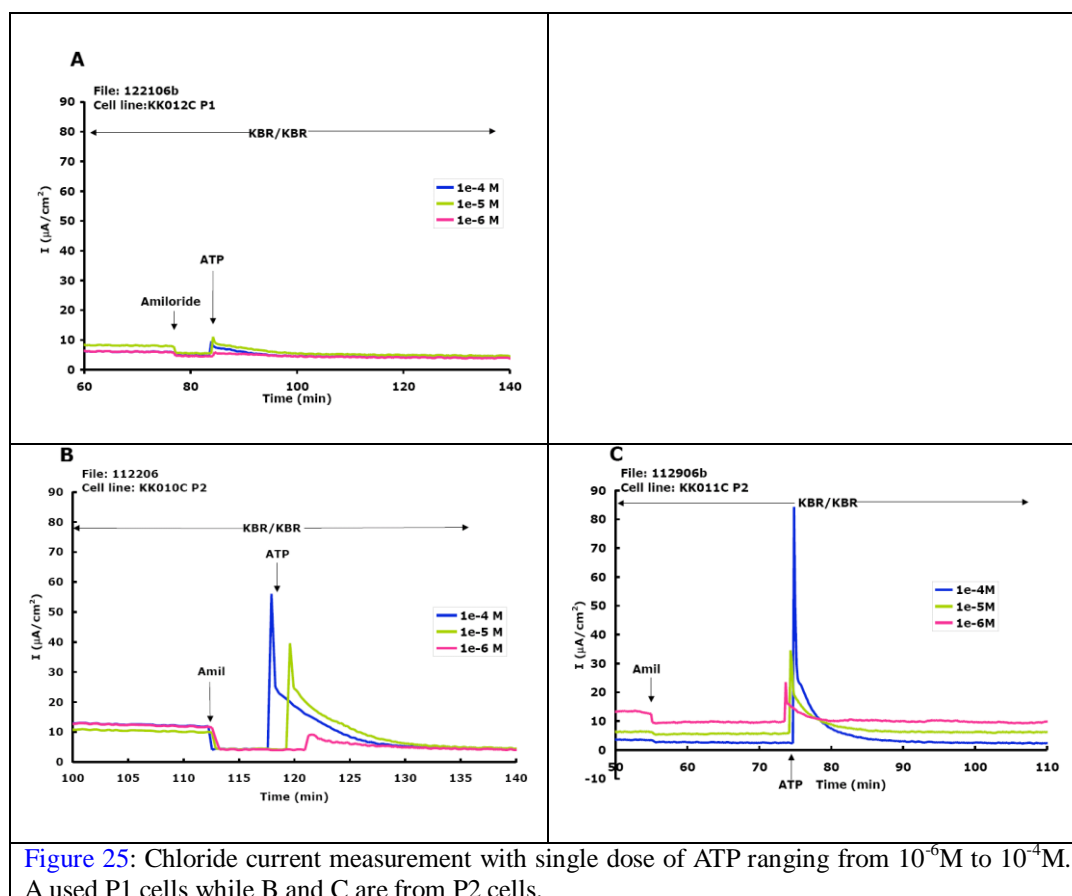 A
File: 122106b
Cell line:KK012C P1
90
80
70
60
50
40
30
20
10
0
I (µA/cm²)
KBR/KBR
1e-4 M
1e-5 M
1e-6 M
ATP
Amiloride
60 80 100 120 140
Time (min)
B
File: 112206
Cell line: KK010C P2
90
80
70
60
50
40
30
20
10
0
I (µA/cm²)
KBR/KBR
ATP
1e-4 M
1e-5 M
1e-6 M
Amil
100 105 110 115 120 125 130 135 140
Time (min)
C
File: 112906b
Cell line: KK011C P2
90
80
70
60
50
40
30
20
10
0
-10
I (µA/cm²)
KBR/KBR
1e-4M
1e-5M
1e-6M
Amil
50 60 70 80 90 100 110
ATP Time (min)
Figure 25: Chloride current measurement with single dose of ATP ranging from 10⁻⁶M to 10⁻⁴M.
A used P1 cells while B and C are from P2 cells.